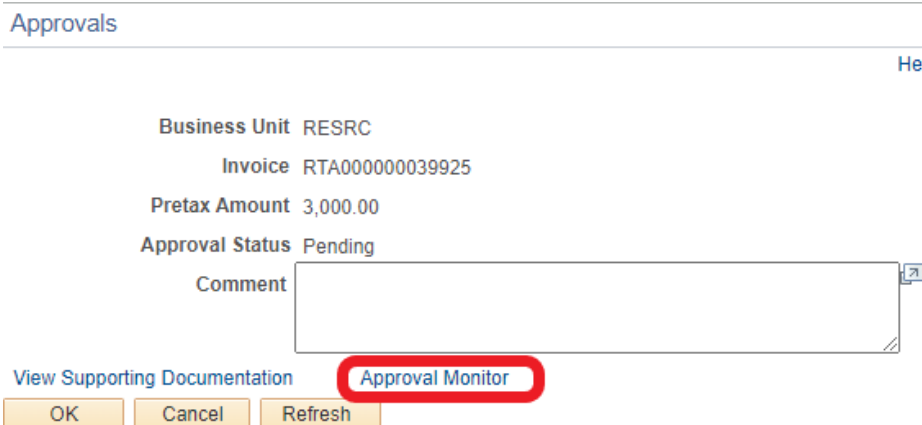 Approvals
He
Business Unit RESRC
Invoice RTA000000039925
Pretax Amount 3,000.00
Approval Status Pending
Comment
View Supporting Documentation Approval Monitor
OK Cancel Refresh